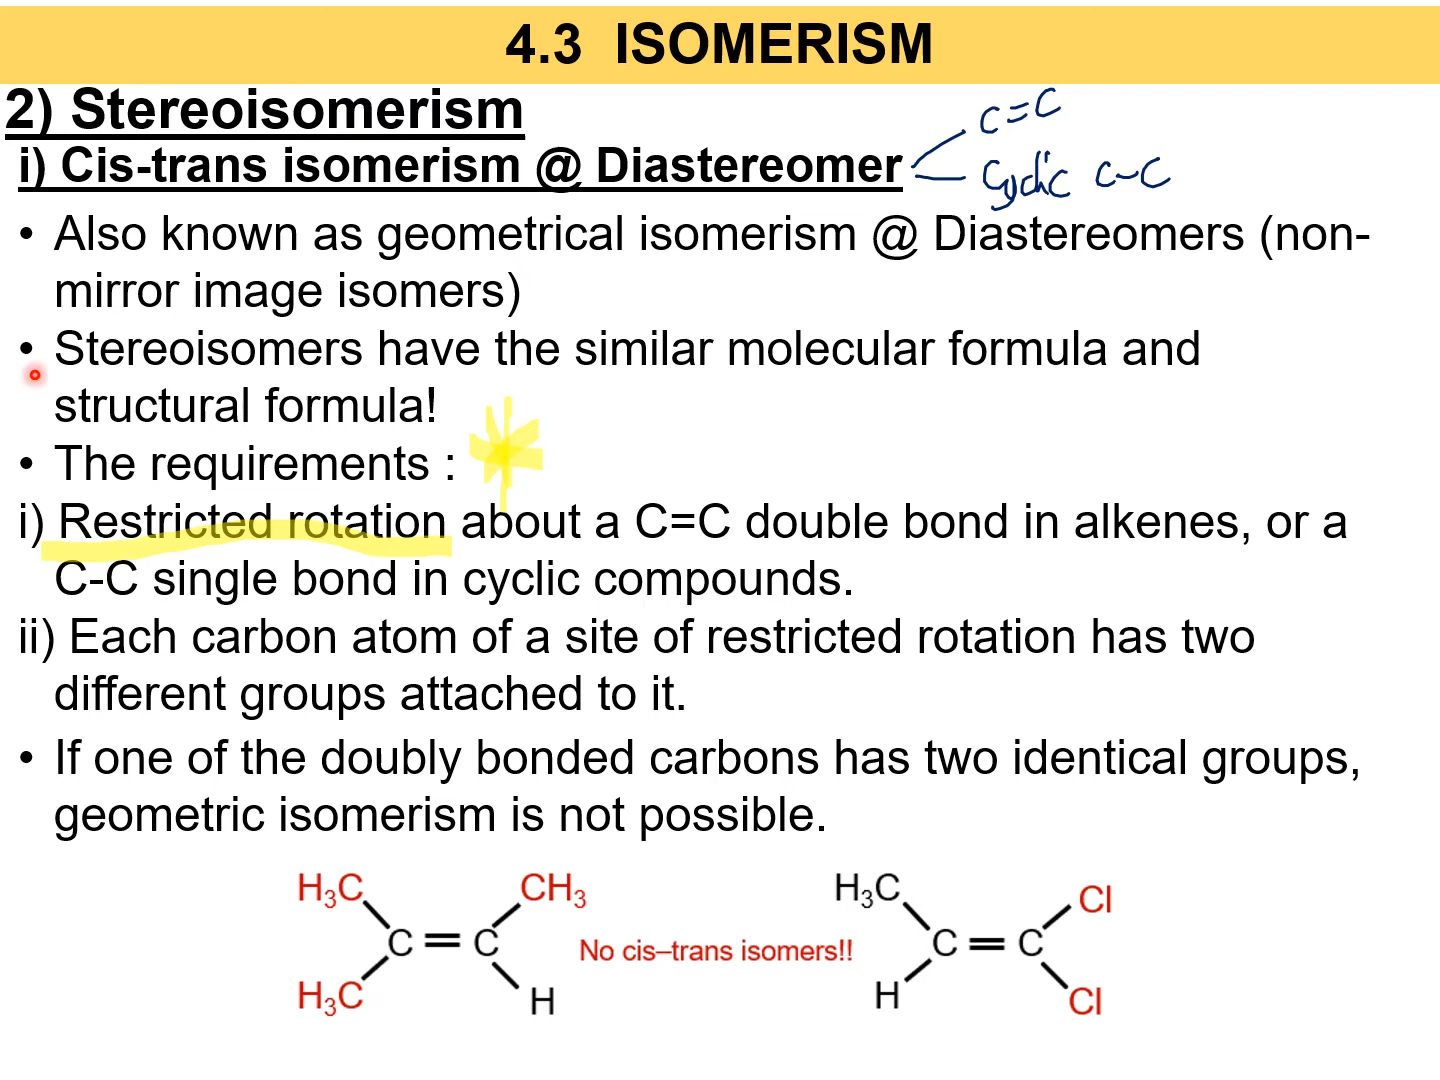 4.3 ISOMERISM
2) Stereoisomerism
i) Cis-trans isomerism @ Diastereomer
C=C
Cyclic C-C
• Also known as geometrical isomerism @ Diastereomers (non-
mirror image isomers)
• Stereoisomers have the similar molecular formula and
structural formula!
• The requirements :
i) Restricted rotation about a C=C double bond in alkenes, or a
C-C single bond in cyclic compounds.
ii) Each carbon atom of a site of restricted rotation has two
different groups attached to it.
• If one of the doubly bonded carbons has two identical groups,
geometric isomerism is not possible.
H₃C CH₃ H₃C Cl
C = C No cis–trans isomers!! C = C
H₃C H H Cl